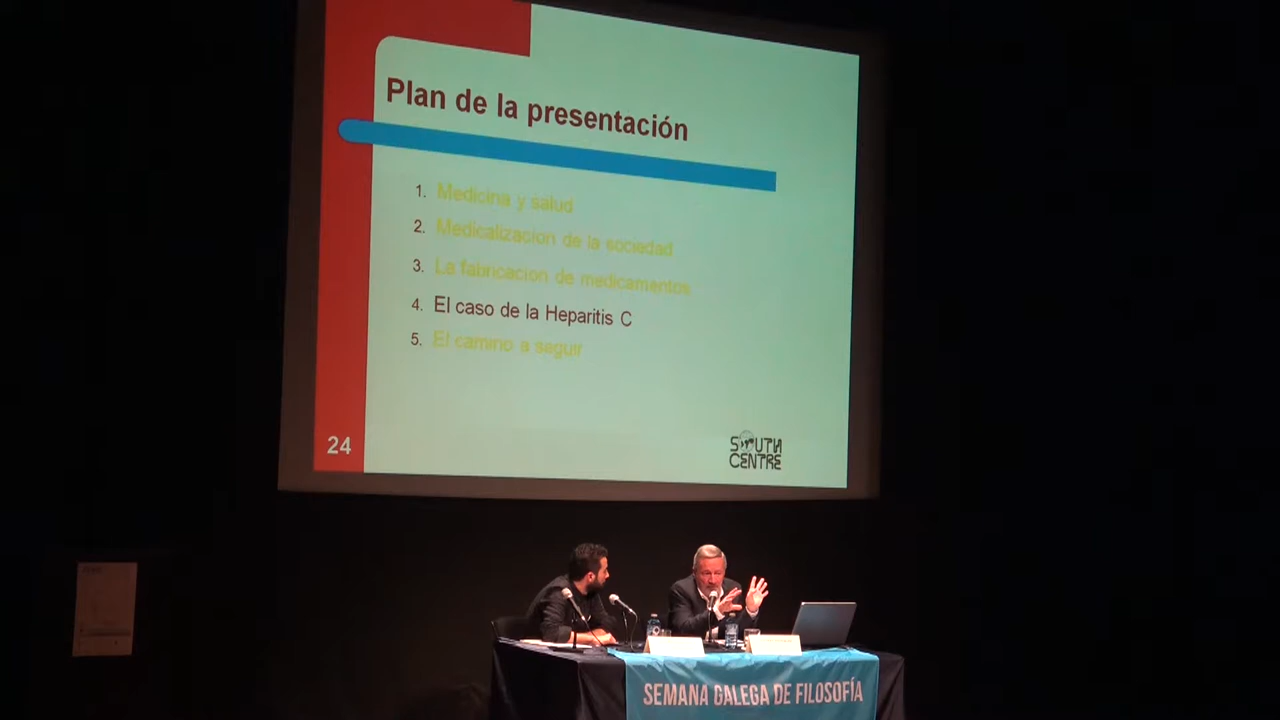 Plan de la presentación
1. Medicina y salud
2. Medicalizacion de la sociedad
3. La fabricacion de medicamentos
4. El caso de la Heparitis C
5. El camino a seguir
24
SOUTH
CENTRE
SEMANA GALEGA DE FILOSOFÍA